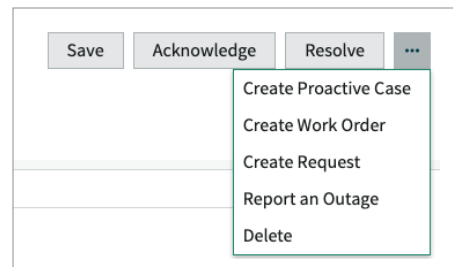 Save Acknowledge Resolve ...
Create Proactive Case
Create Work Order
Create Request
Report an Outage
Delete